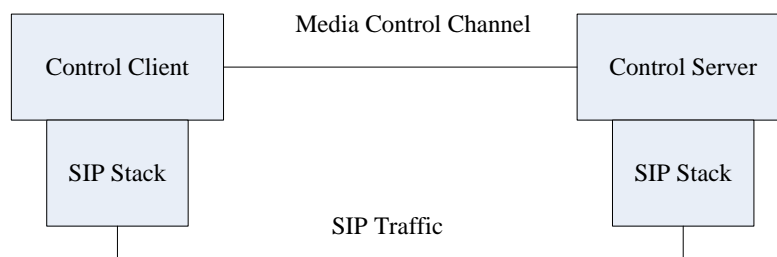 Media Control Channel
Control Client
Control Server
SIP Stack
SIP Stack
SIP Traffic